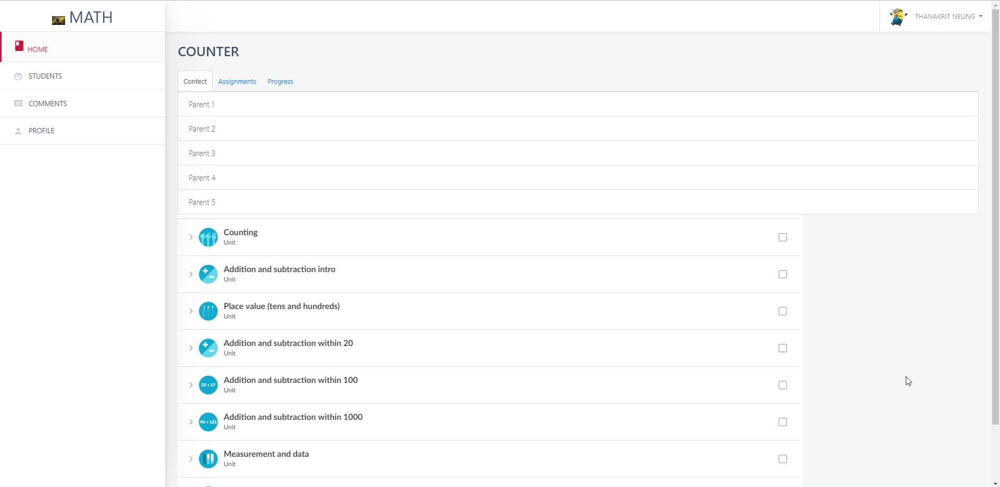 MATH
THANAKRIT NEUNG
HOME
STUDENTS
COMMENTS
PROFILE
COUNTER
Contect Assignments Progress
Parent 1
Parent 2
Parent 3
Parent 4
Parent 5
Counting
Unit
Addition and subtraction intro
Unit
1 4 3
Place value (tens and hundreds)
Unit
Addition and subtraction within 20
Unit
23 + 17
Addition and subtraction within 100
Unit
46 + 121
Addition and subtraction within 1000
Unit
Measurement and data
Unit